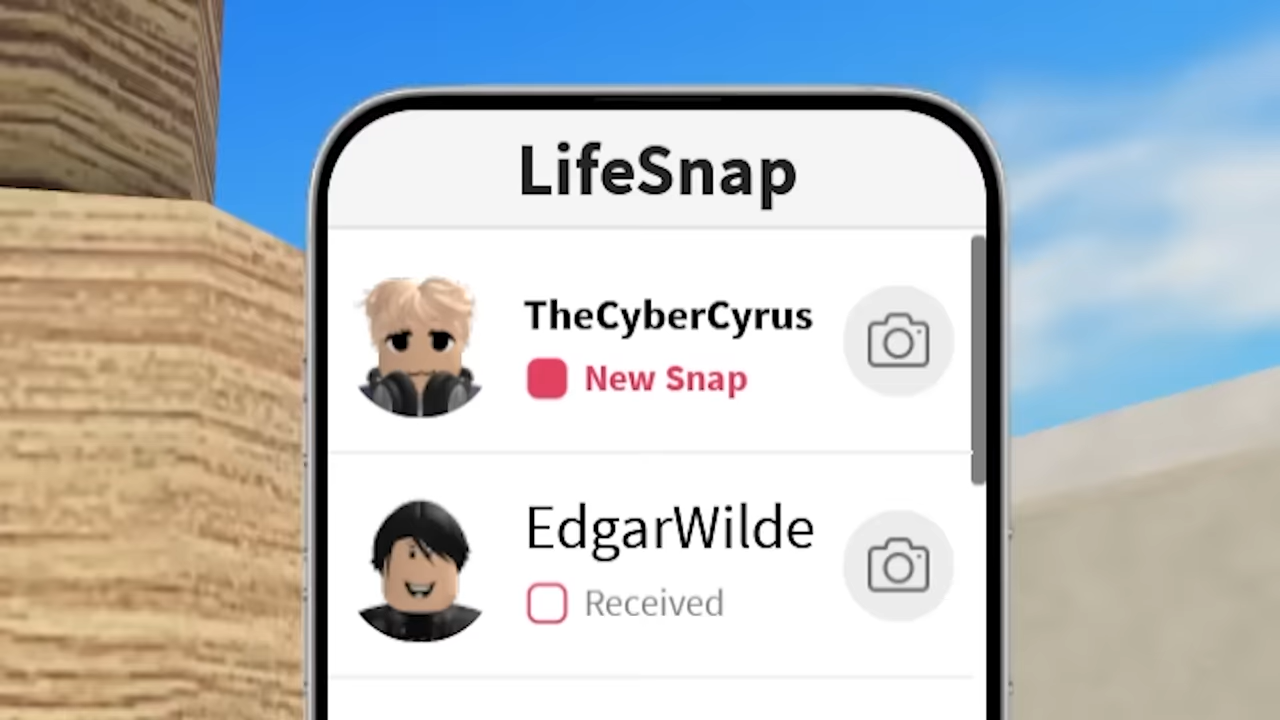 LifeSnap
TheCyberCyrus
New Snap
EdgarWilde
Received